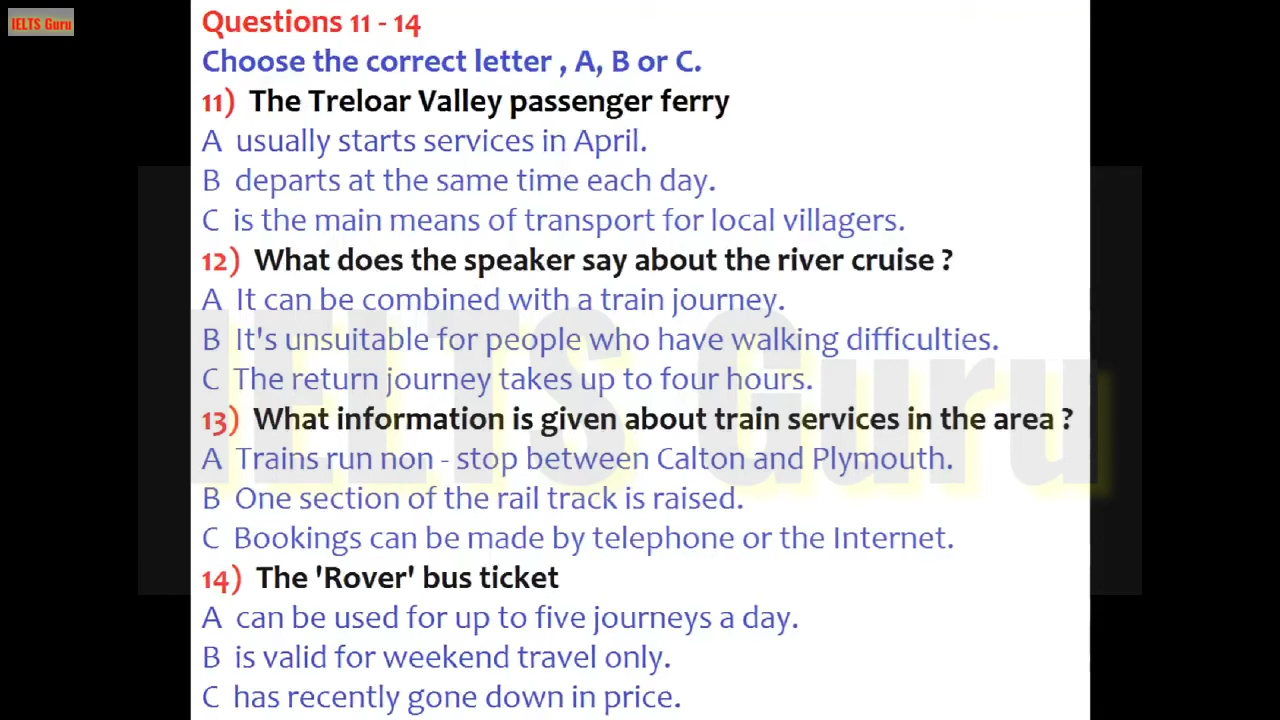 IELTS Guru
Questions 11 - 14
Choose the correct letter , A, B or C.
11) The Treloar Valley passenger ferry
A usually starts services in April.
B departs at the same time each day.
C is the main means of transport for local villagers.
12) What does the speaker say about the river cruise ?
A It can be combined with a train journey.
B It's unsuitable for people who have walking difficulties.
C The return journey takes up to four hours.
13) What information is given about train services in the area ?
A Trains run non - stop between Calton and Plymouth.
B One section of the rail track is raised.
C Bookings can be made by telephone or the Internet.
14) The 'Rover' bus ticket
A can be used for up to five journeys a day.
B is valid for weekend travel only.
C has recently gone down in price.
IELTS Guru